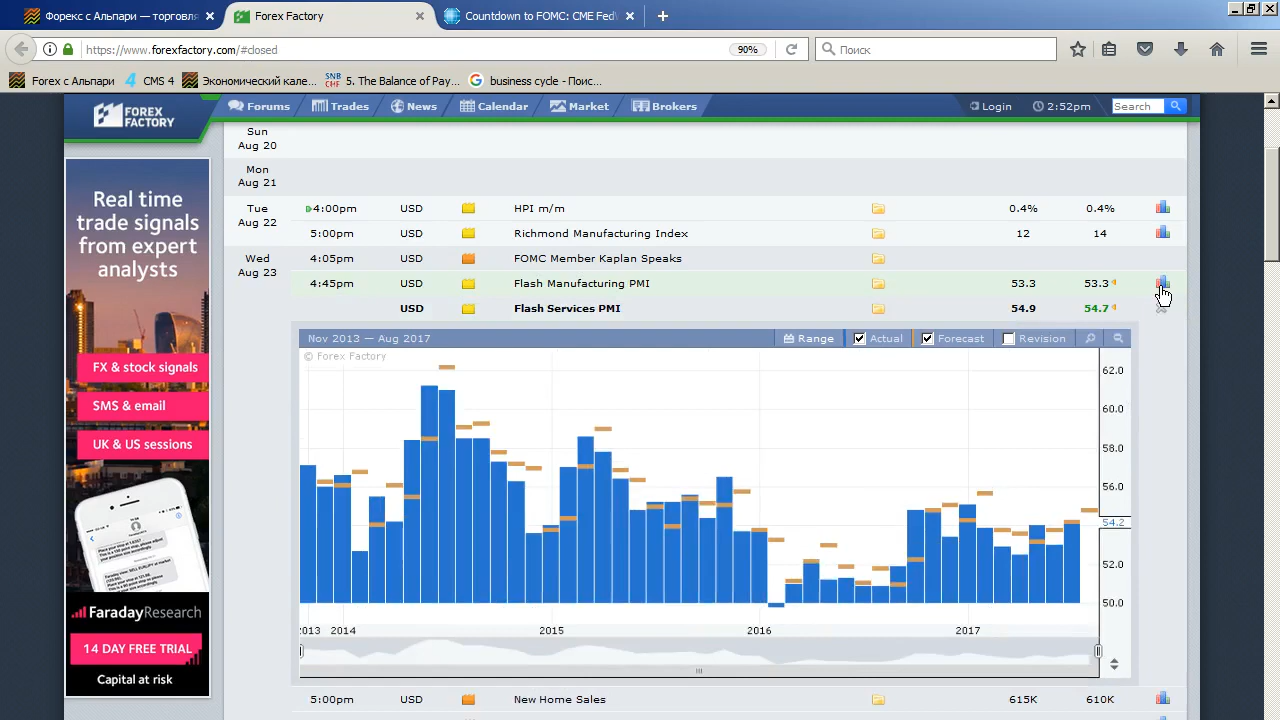 Форекс с Альпари — торговля
Forex Factory
Countdown to FOMC: CME Fed
https://www.forexfactory.com/#closed
90%
Поиск
Forex с Альпари
CMS 4
Экономический кале...
SNB CHF
5. The Balance of Pay...
business cycle - Поис...
FOREX FACTORY
Forums
Trades
News
Calendar
Market
Brokers
Login
2:52pm
Search
Sun
Aug 20
Mon
Aug 21
Tue
Aug 22
4:00pm USD HPI m/m 0.4% 0.4%
5:00pm USD Richmond Manufacturing Index 12 14
Wed
Aug 23
4:05pm USD FOMC Member Kaplan Speaks
4:45pm USD Flash Manufacturing PMI 53.3 53.3
USD Flash Services PMI 54.9 54.7
Nov 2013 — Aug 2017
Range
Actual
Forecast
Revision
© Forex Factory
62.0
60.0
58.0
56.0
54.2
52.0
50.0
2013 2014 2015 2016 2017
5:00pm USD New Home Sales 615K 610K
Real time
trade signals
from expert
analysts
FX & stock signals
SMS & email
UK & US sessions
FaradayResearch
14 DAY FREE TRIAL
Capital at risk